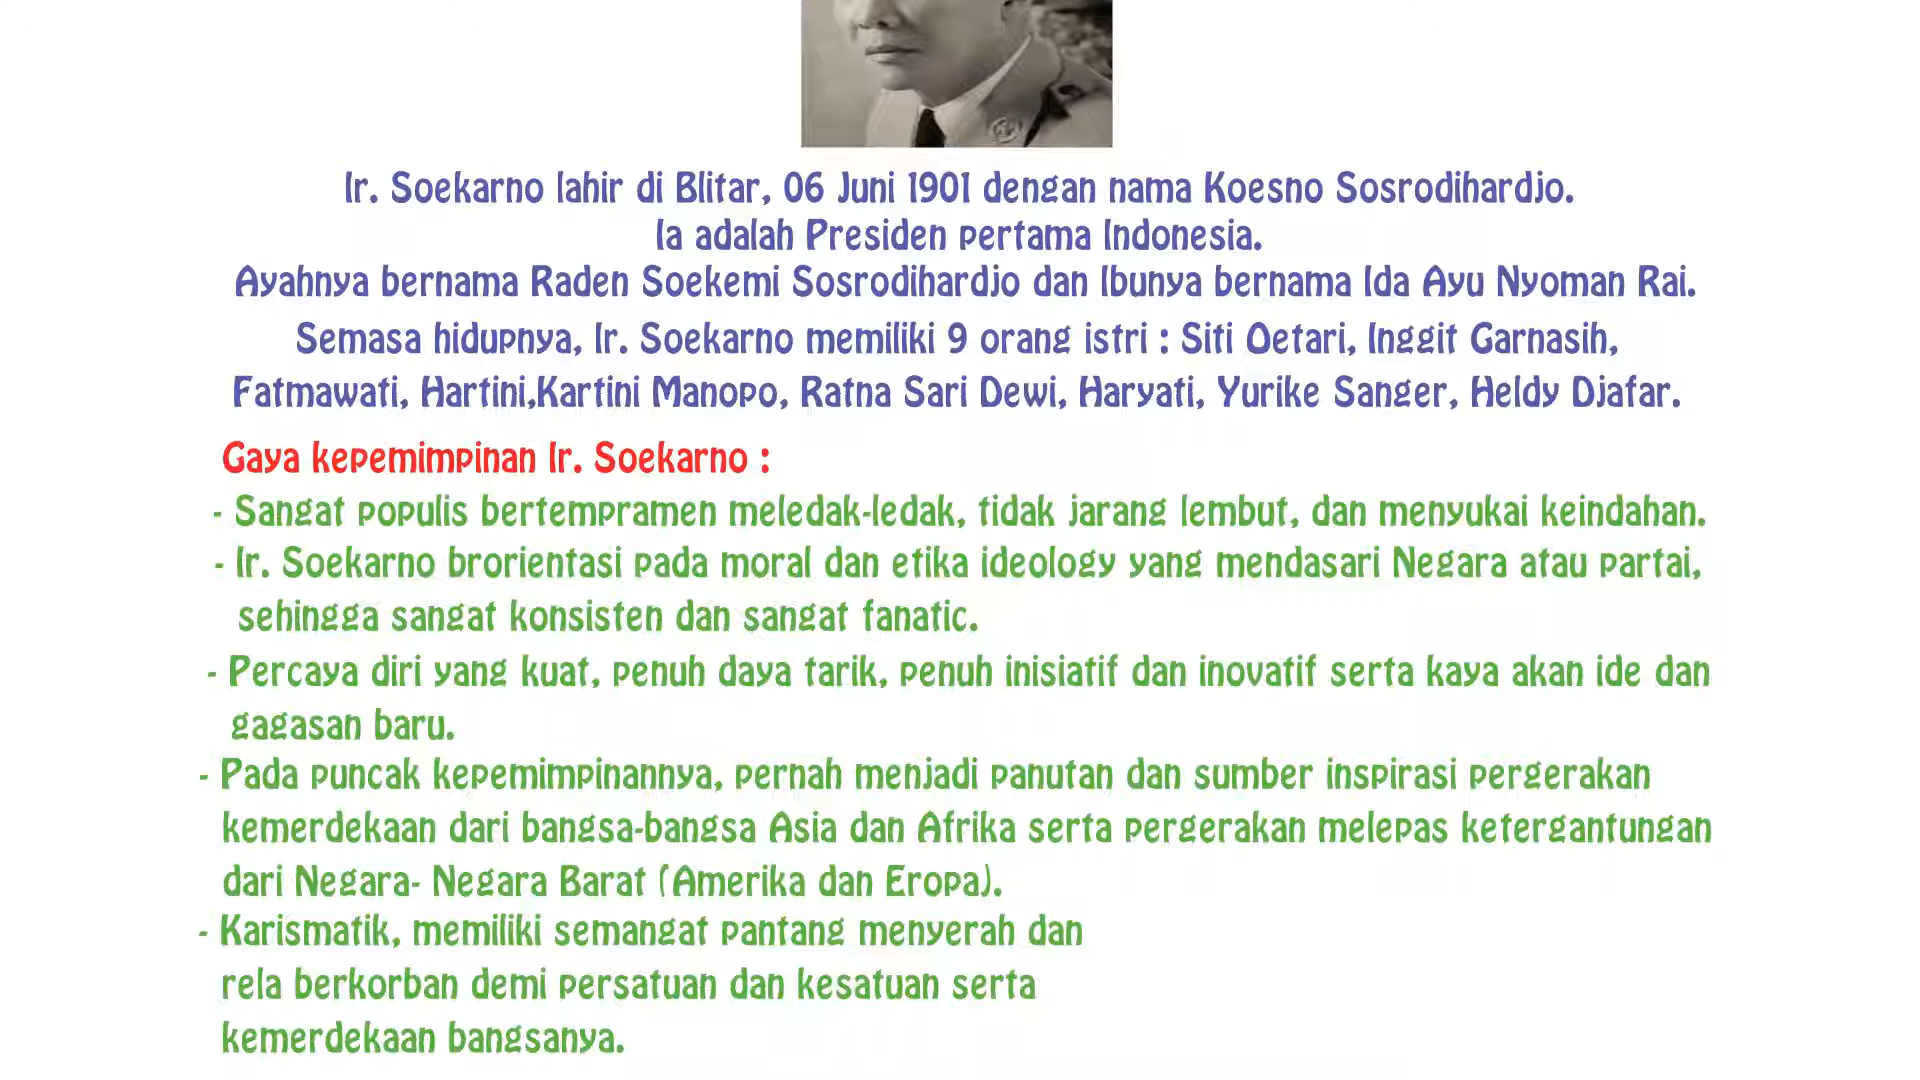 Ir. Soekarno lahir di Blitar, 06 Juni 1901 dengan nama Koesno Sosrodihardjo.
Ia adalah Presiden pertama Indonesia.
Ayahnya bernama Raden Soekemi Sosrodihardjo dan Ibunya bernama Ida Ayu Nyoman Rai.
Semasa hidupnya, Ir. Soekarno memiliki 9 orang istri : Siti Oetari, Inggit Garnasih,
Fatmawati, Hartini,Kartini Manopo, Ratna Sari Dewi, Haryati, Yurike Sanger, Heldy Djafar.
Gaya kepemimpinan Ir. Soekarno :
- Sangat populis bertempramen meledak-ledak, tidak jarang lembut, dan menyukai keindahan.
- Ir. Soekarno brorientasi pada moral dan etika ideology yang mendasari Negara atau partai,
sehingga sangat konsisten dan sangat fanatic.
- Percaya diri yang kuat, penuh daya tarik, penuh inisiatif dan inovatif serta kaya akan ide dan
gagasan baru.
- Pada puncak kepemimpinannya, pernah menjadi panutan dan sumber inspirasi pergerakan
kemerdekaan dari bangsa-bangsa Asia dan Afrika serta pergerakan melepas ketergantungan
dari Negara- Negara Barat (Amerika dan Eropa).
- Karismatik, memiliki semangat pantang menyerah dan
rela berkorban demi persatuan dan kesatuan serta
kemerdekaan bangsanya.